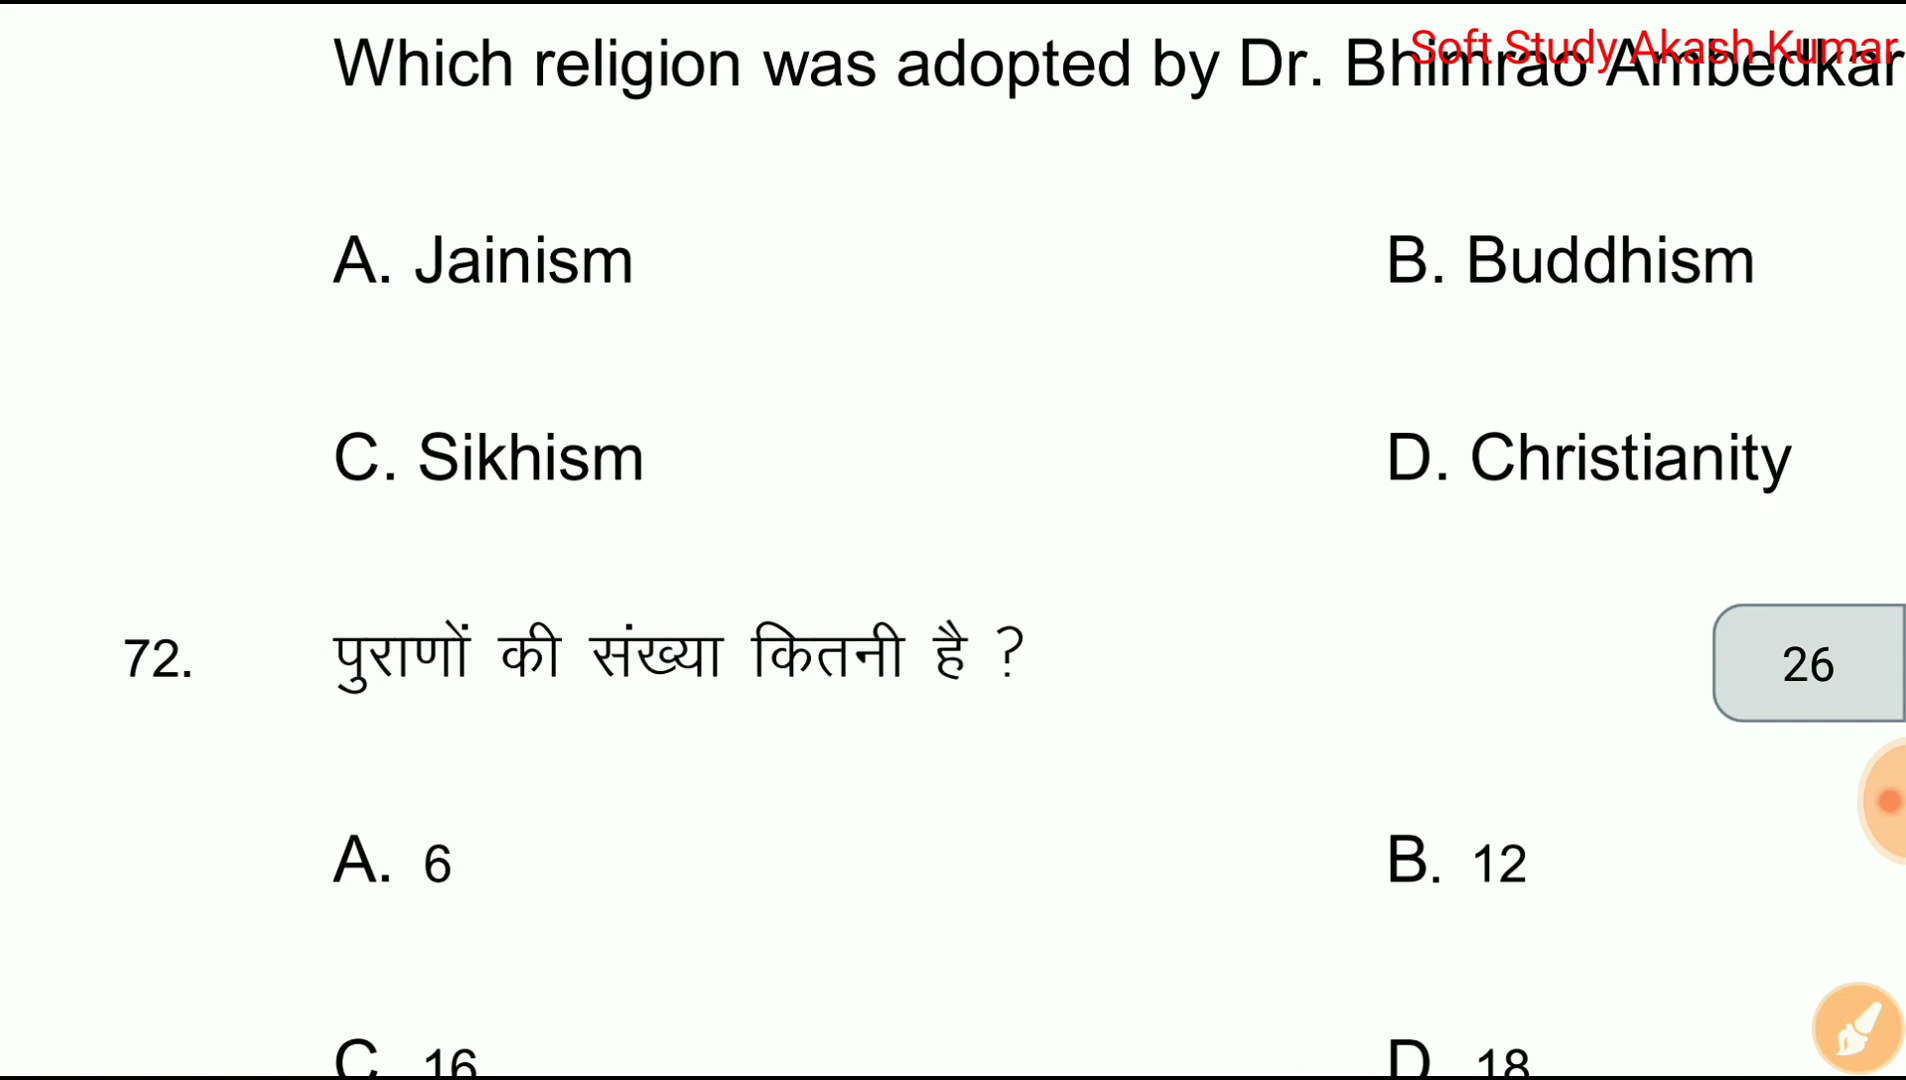 Which religion was adopted by Dr. Bhimrao Ambedkar
Soft Study Akash Kumar
A. Jainism
B. Buddhism
C. Sikhism
D. Christianity
72. पुराणों की संख्या कितनी है ?
26
A. 6
B. 12
C 16
D 18